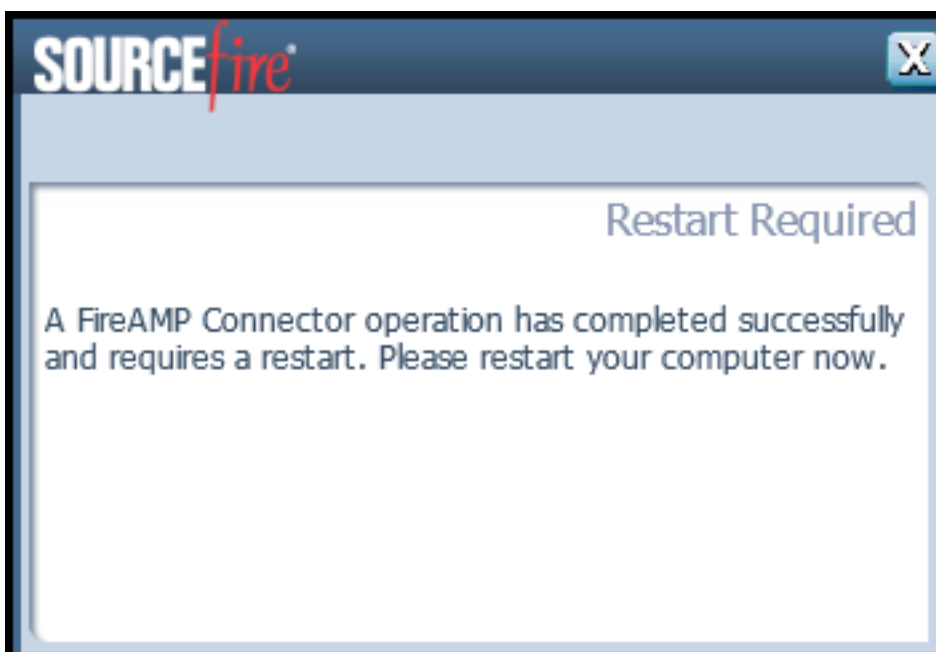 SOURCEfire®
X
Restart Required
A FireAMP Connector operation has completed successfully
and requires a restart. Please restart your computer now.